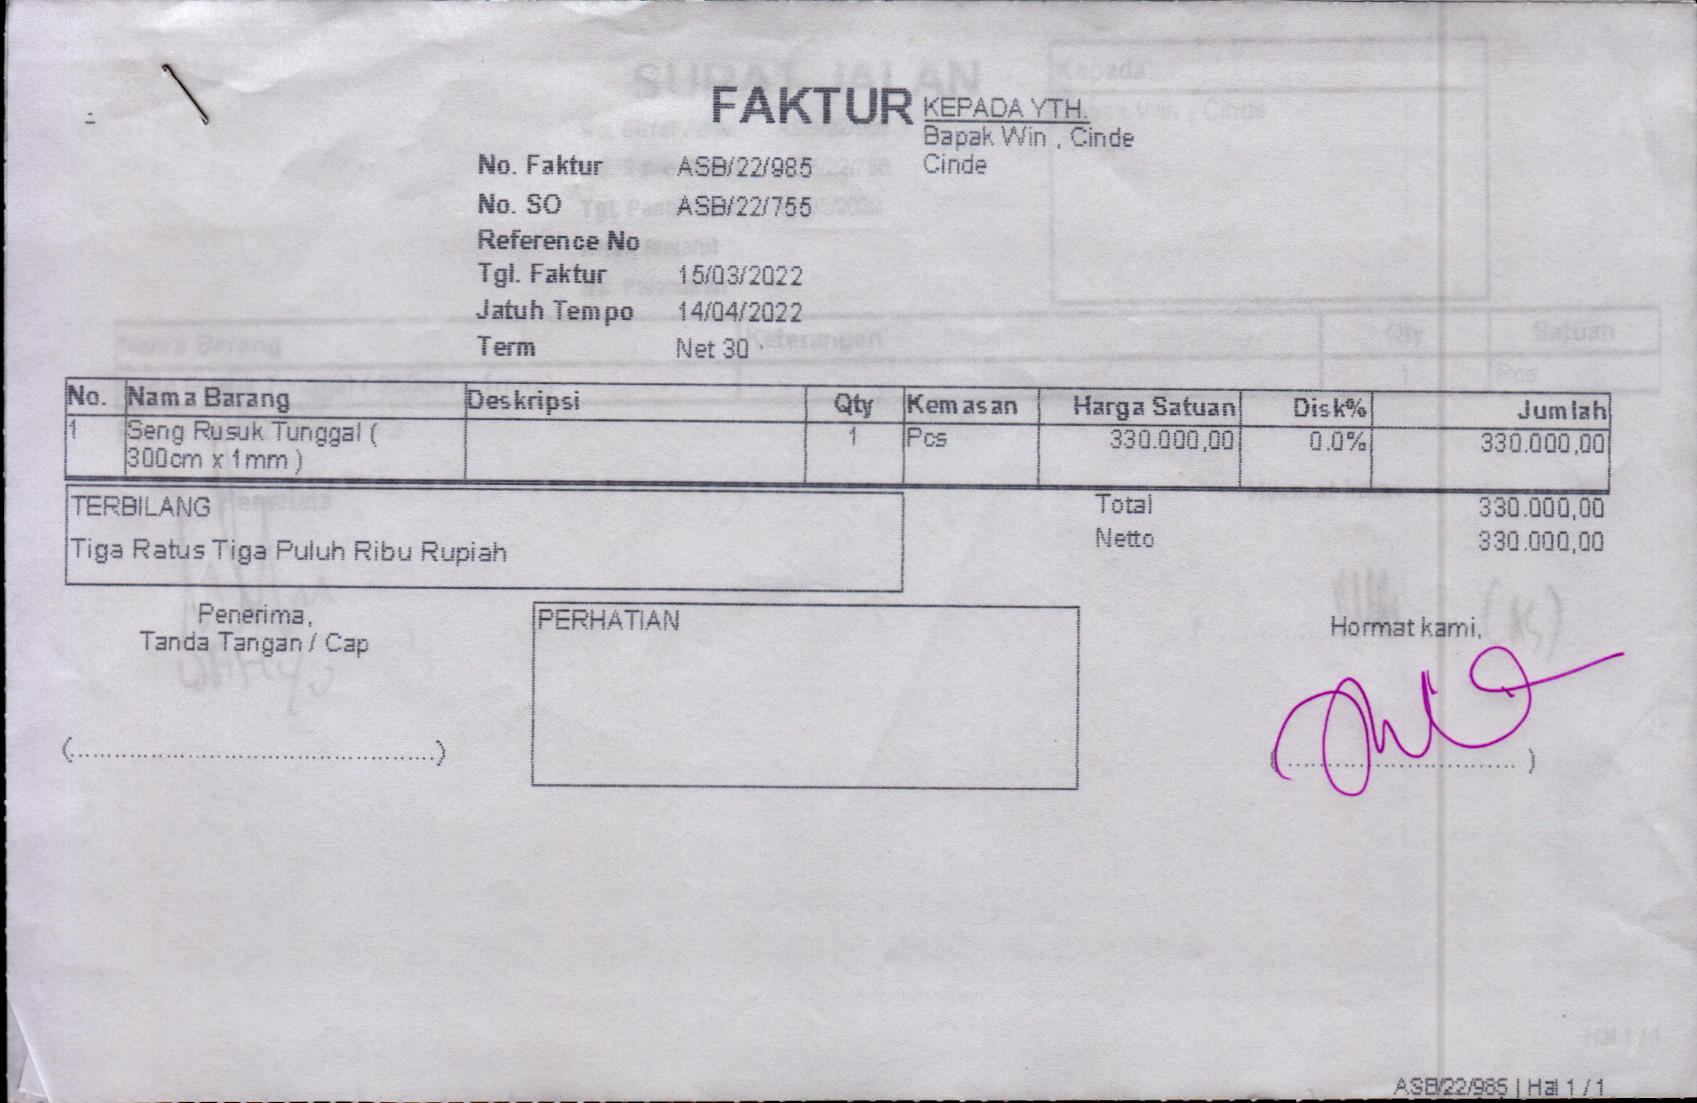 FAKTUR
KEPADA YTH.
Bapak Win , Cinde
Cinde
No. Faktur ASB/22/985
No. SO ASB/22/755
Reference No
Tgl. Faktur 15/03/2022
Jatuh Tempo 14/04/2022
Term Net 30
No. Nama Barang Deskripsi Qty Kemasan Harga Satuan Disk% Jumlah
1 Seng Rusuk Tunggal ( 1 Pcs 330.000,00 0.0% 330.000,00
300cm x 1mm )
TERBILANG
Tiga Ratus Tiga Puluh Ribu Rupiah
Total 330.000,00
Netto 330.000,00
Penerima,
Tanda Tangan / Cap
(..................................................)
PERHATIAN
Hormat kami,
(.................................)
ASB/22/985 | Hal 1 / 1